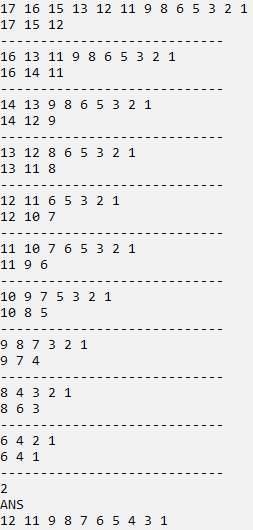 17 16 15 13 12 11 9 8 6 5 3 2 1
17 15 12
----------------------------
16 13 11 9 8 6 5 3 2 1
16 14 11
----------------------------
14 13 9 8 6 5 3 2 1
14 12 9
----------------------------
13 12 8 6 5 3 2 1
13 11 8
----------------------------
12 11 6 5 3 2 1
12 10 7
----------------------------
11 10 7 6 5 3 2 1
11 9 6
----------------------------
10 9 7 5 3 2 1
10 8 5
----------------------------
9 8 7 3 2 1
9 7 4
----------------------------
8 4 3 2 1
8 6 3
----------------------------
6 4 2 1
6 4 1
----------------------------
2
ANS
12 11 9 8 7 6 5 4 3 1